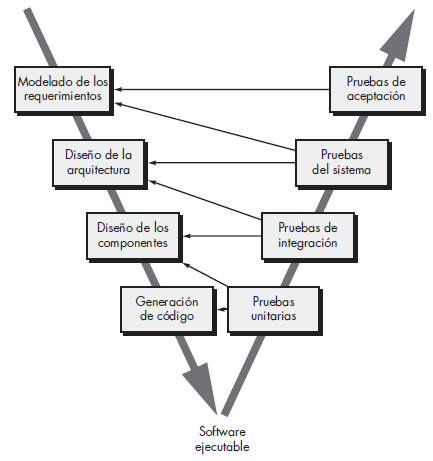 Modelado de los
requerimientos
Pruebas de
aceptación
Diseño de la
arquitectura
Pruebas
del sistema
Diseño de los
componentes
Pruebas de
integración
Generación
de código
Pruebas
unitarias
Software
ejecutable